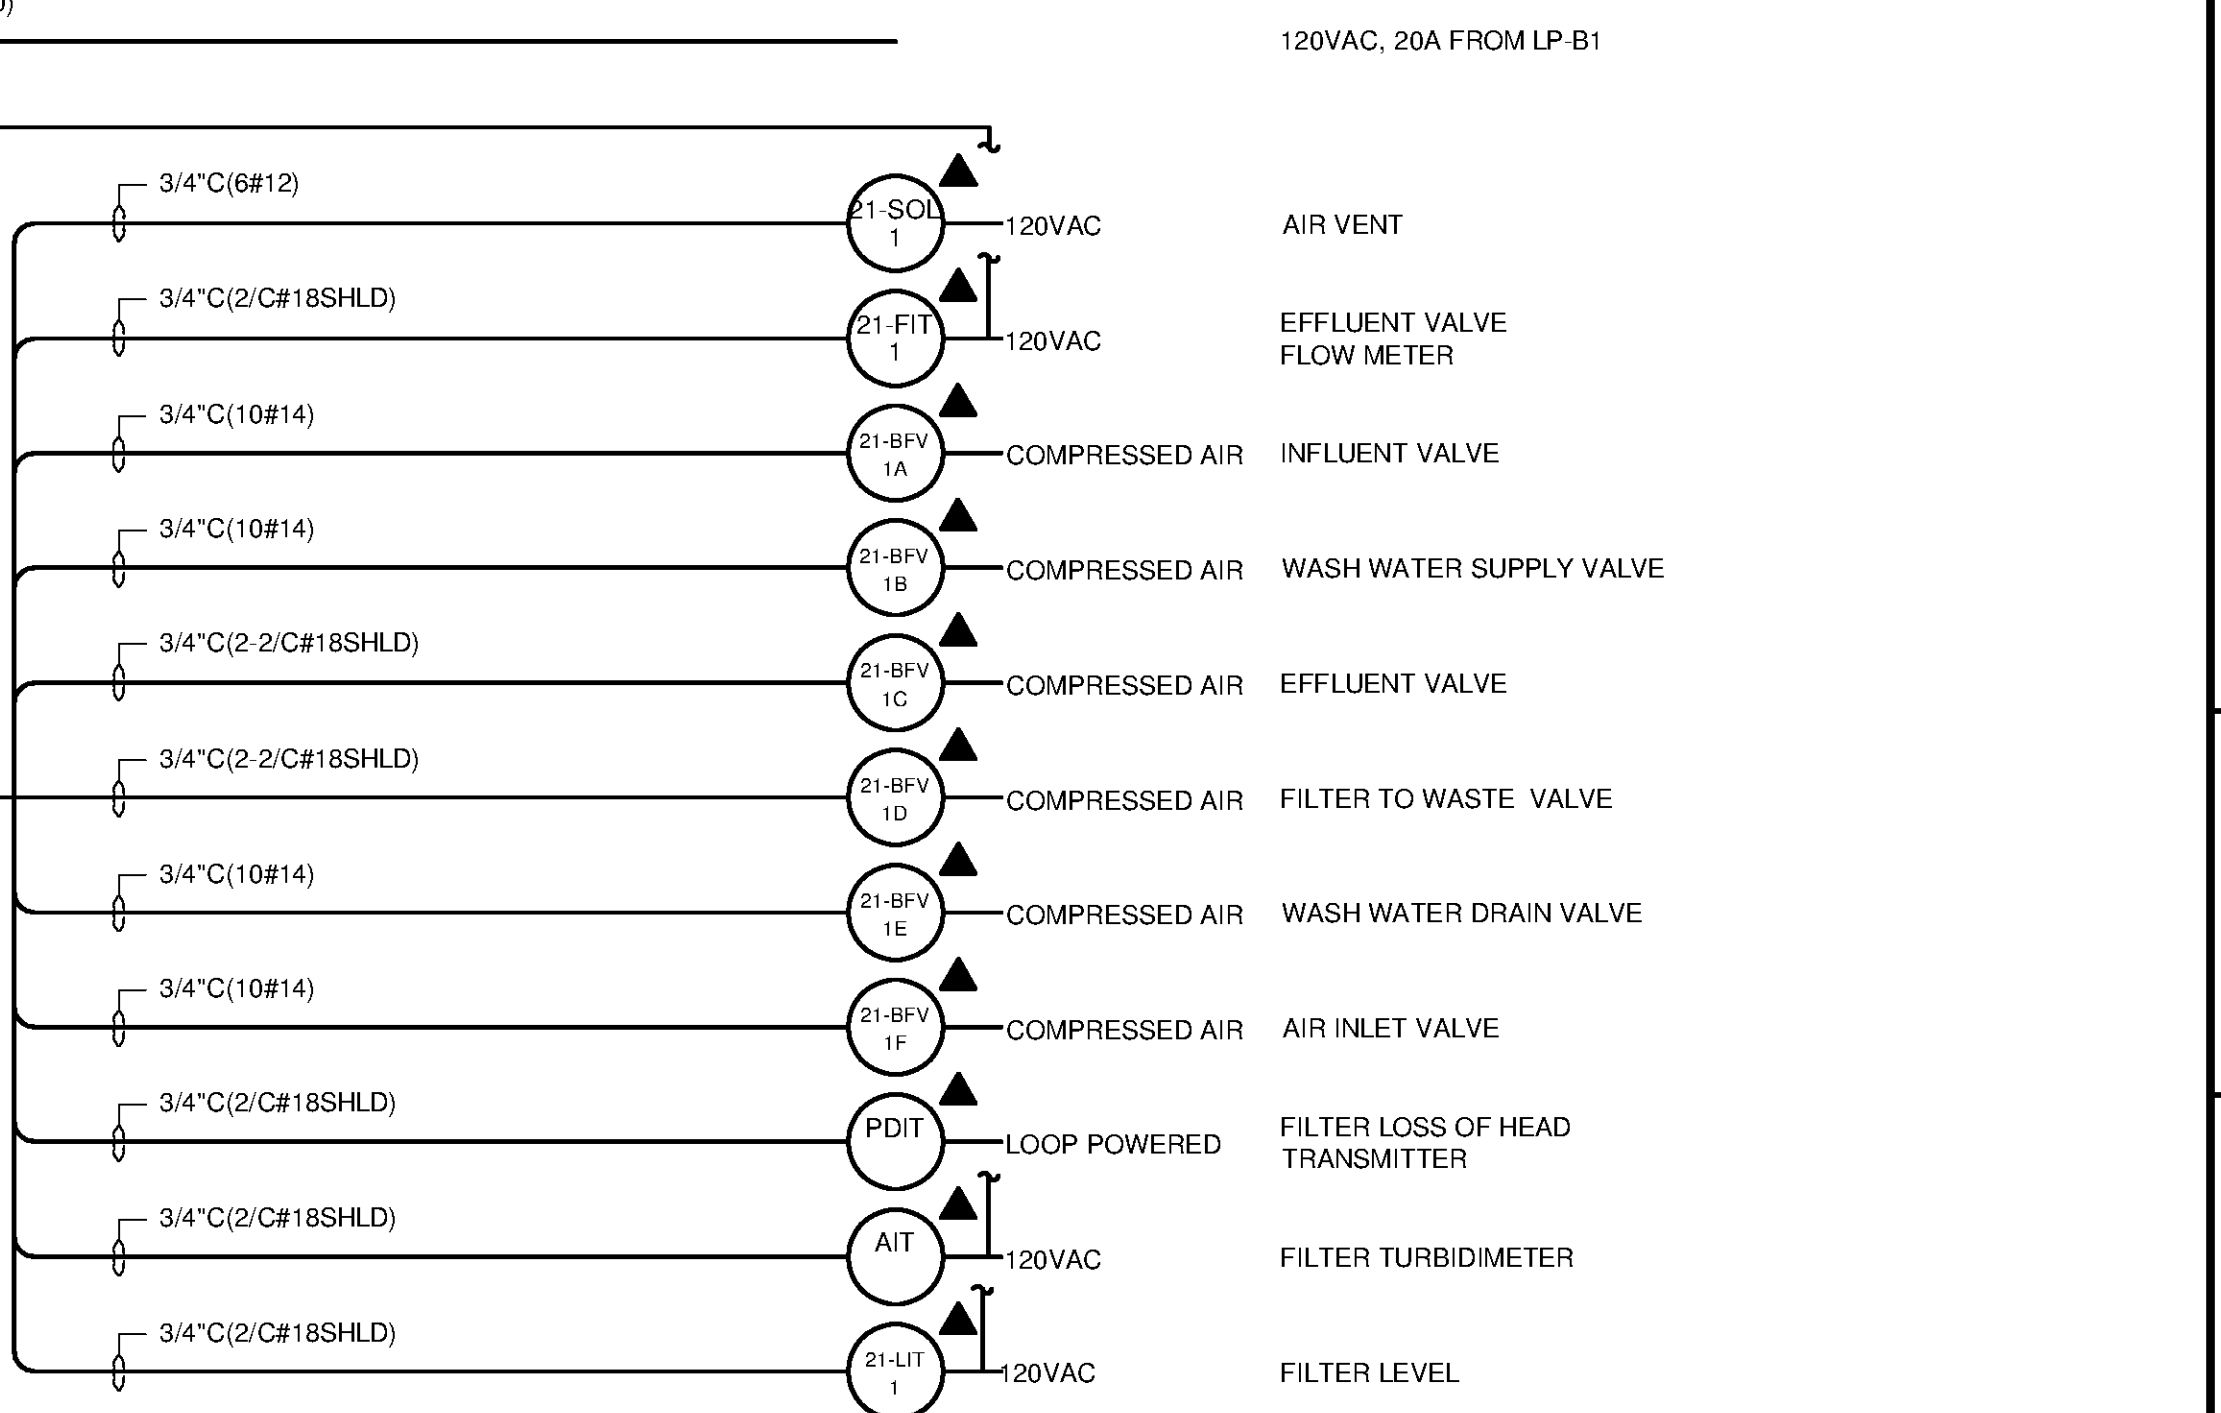 120VAC, 20A FROM LP-B1
3/4"C(6#12)
21-SOL
1
120VAC
AIR VENT
3/4"C(2/C#18SHLD)
21-FIT
1
120VAC
EFFLUENT VALVE
FLOW METER
3/4"C(10#14)
21-BFV
1A
COMPRESSED AIR
INFLUENT VALVE
3/4"C(10#14)
21-BFV
1B
COMPRESSED AIR
WASH WATER SUPPLY VALVE
3/4"C(2-2/C#18SHLD)
21-BFV
1C
COMPRESSED AIR
EFFLUENT VALVE
3/4"C(2-2/C#18SHLD)
21-BFV
1D
COMPRESSED AIR
FILTER TO WASTE  VALVE
3/4"C(10#14)
21-BFV
1E
COMPRESSED AIR
WASH WATER DRAIN VALVE
3/4"C(10#14)
21-BFV
1F
COMPRESSED AIR
AIR INLET VALVE
3/4"C(2/C#18SHLD)
PDIT
LOOP POWERED
FILTER LOSS OF HEAD
TRANSMITTER
3/4"C(2/C#18SHLD)
AIT
120VAC
FILTER TURBIDIMETER
3/4"C(2/C#18SHLD)
21-LIT
1
120VAC
FILTER LEVEL